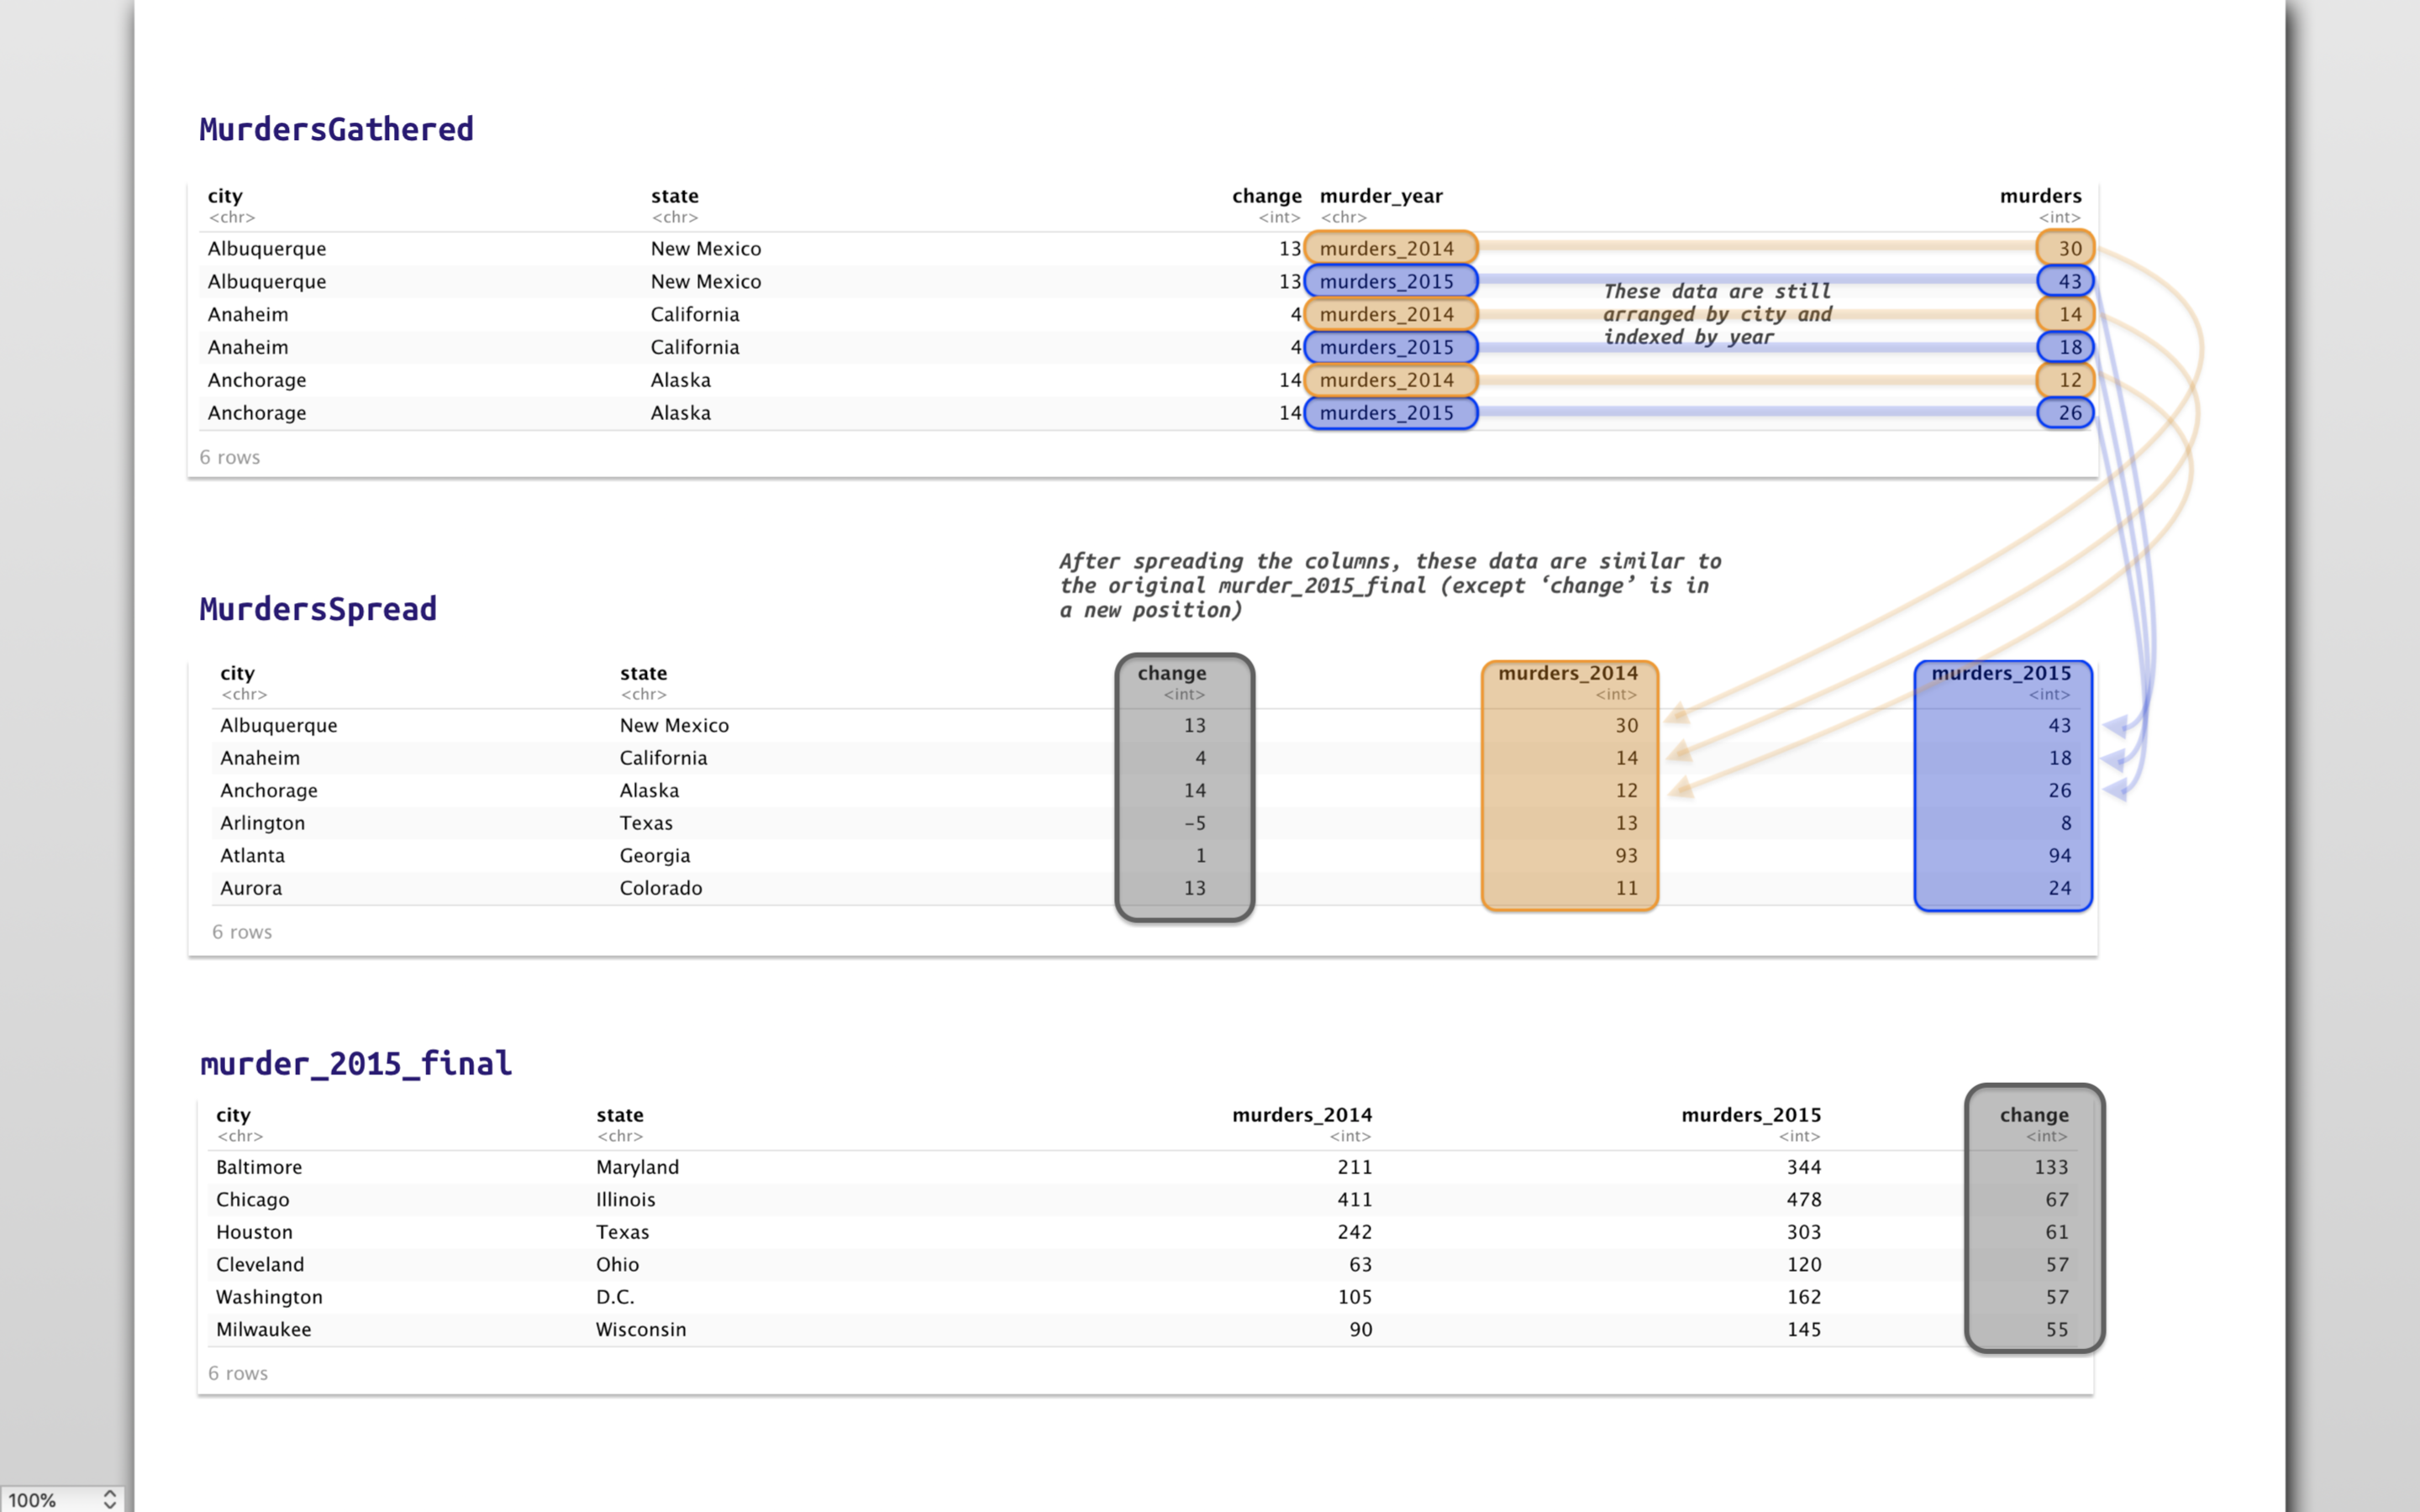 MurdersGathered
city state change murder_year murders
<chr> <chr> <int> <chr> <int>
Albuquerque New Mexico 13 murders_2014 30
Albuquerque New Mexico 13 murders_2015 43
Anaheim California 4 murders_2014 14
Anaheim California 4 murders_2015 18
Anchorage Alaska 14 murders_2014 12
Anchorage Alaska 14 murders_2015 26
These data are still
arranged by city and
indexed by year
6 rows
After spreading the columns, these data are similar to
the original murder_2015_final (except ‘change’ is in
a new position)
MurdersSpread
city state change murders_2014 murders_2015
<chr> <chr> <int> <int> <int>
Albuquerque New Mexico 13 30 43
Anaheim California 4 14 18
Anchorage Alaska 14 12 26
Arlington Texas -5 13 8
Atlanta Georgia 1 93 94
Aurora Colorado 13 11 24
6 rows
murder_2015_final
city state murders_2014 murders_2015 change
<chr> <chr> <int> <int> <int>
Baltimore Maryland 211 344 133
Chicago Illinois 411 478 67
Houston Texas 242 303 61
Cleveland Ohio 63 120 57
Washington D.C. 105 162 57
Milwaukee Wisconsin 90 145 55
6 rows
100%